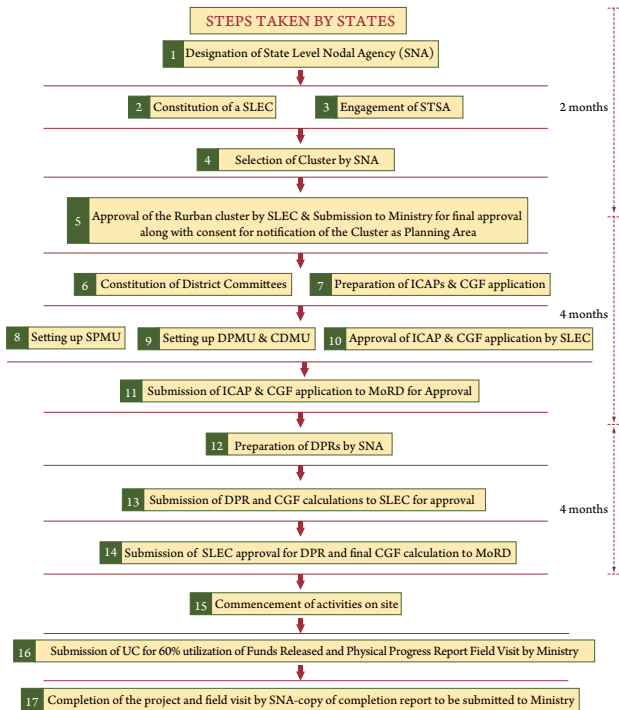 STEPS TAKEN BY STATES
1 Designation of State Level Nodal Agency (SNA)
2 Constitution of a SLEC
3 Engagement of STSA
2 months
4 Selection of Cluster by SNA
5 Approval of the Rurban cluster by SLEC & Submission to Ministry for final approval
along with consent for notification of the Cluster as Planning Area
6 Constitution of District Committees
7 Preparation of ICAPs & CGF application
4 months
8 Setting up SPMU
9 Setting up DPMU & CDMU
10 Approval of ICAP & CGF application by SLEC
11 Submission of ICAP & CGF application to MoRD for Approval
12 Preparation of DPRs by SNA
13 Submission of DPR and CGF calculations to SLEC for approval
4 months
14 Submission of SLEC approval for DPR and final CGF calculation to MoRD
15 Commencement of activities on site
16 Submission of UC for 60% utilization of Funds Released and Physical Progress Report Field Visit by Ministry
17 Completion of the project and field visit by SNA-copy of completion report to be submitted to Ministry